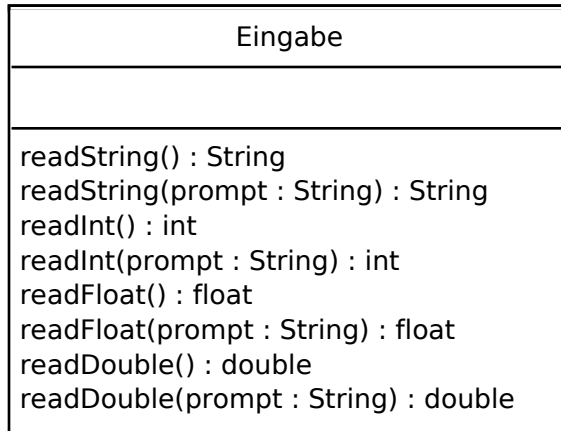 Eingabe
readString() : String
readString(prompt : String) : String
readInt() : int
readInt(prompt : String) : int
readFloat() : float
readFloat(prompt : String) : float
readDouble() : double
readDouble(prompt : String) : double